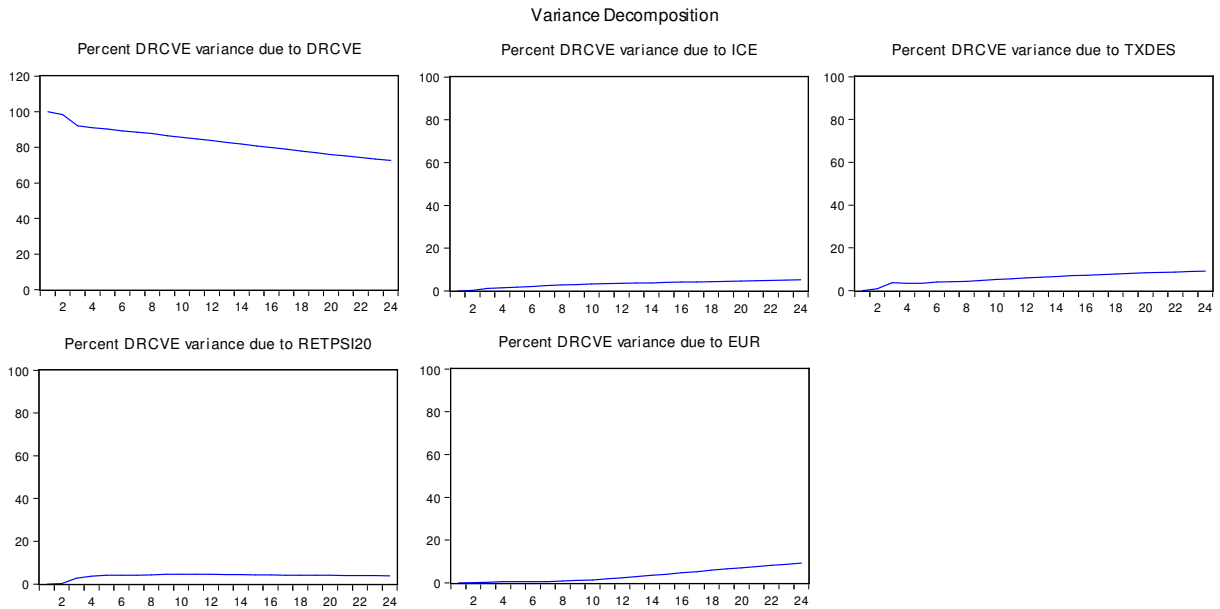 Variance Decomposition
Percent DRCVE variance due to DRCVE
120
100
80
60
40
20
0
2 4 6 8 10 12 14 16 18 20 22 24
Percent DRCVE variance due to ICE
100
80
60
40
20
0
2 4 6 8 10 12 14 16 18 20 22 24
Percent DRCVE variance due to TXDES
100
80
60
40
20
0
2 4 6 8 10 12 14 16 18 20 22 24
Percent DRCVE variance due to RETPSI20
100
80
60
40
20
0
2 4 6 8 10 12 14 16 18 20 22 24
Percent DRCVE variance due to EUR
100
80
60
40
20
0
2 4 6 8 10 12 14 16 18 20 22 24